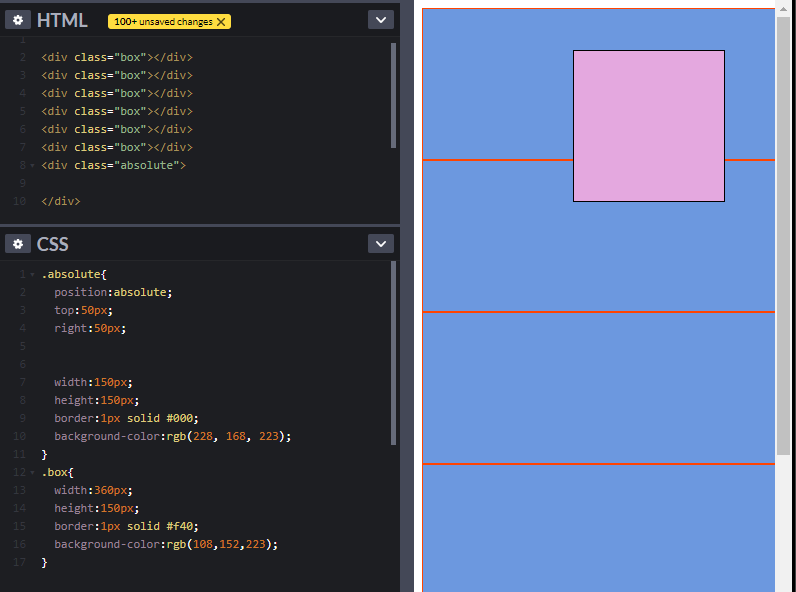 HTML 100+ unsaved changes X
1
2 <div class="box"></div>
3 <div class="box"></div>
4 <div class="box"></div>
5 <div class="box"></div>
6 <div class="box"></div>
7 <div class="box"></div>
8 <div class="absolute">
9
10 </div>
CSS
1 .absolute{
2 position:absolute;
3 top:50px;
4 right:50px;
5
6
7 width:150px;
8 height:150px;
9 border:1px solid #000;
10 background-color:rgb(228, 168, 223);
11 }
12 .box{
13 width:360px;
14 height:150px;
15 border:1px solid #f40;
16 background-color:rgb(108,152,223);
17 }